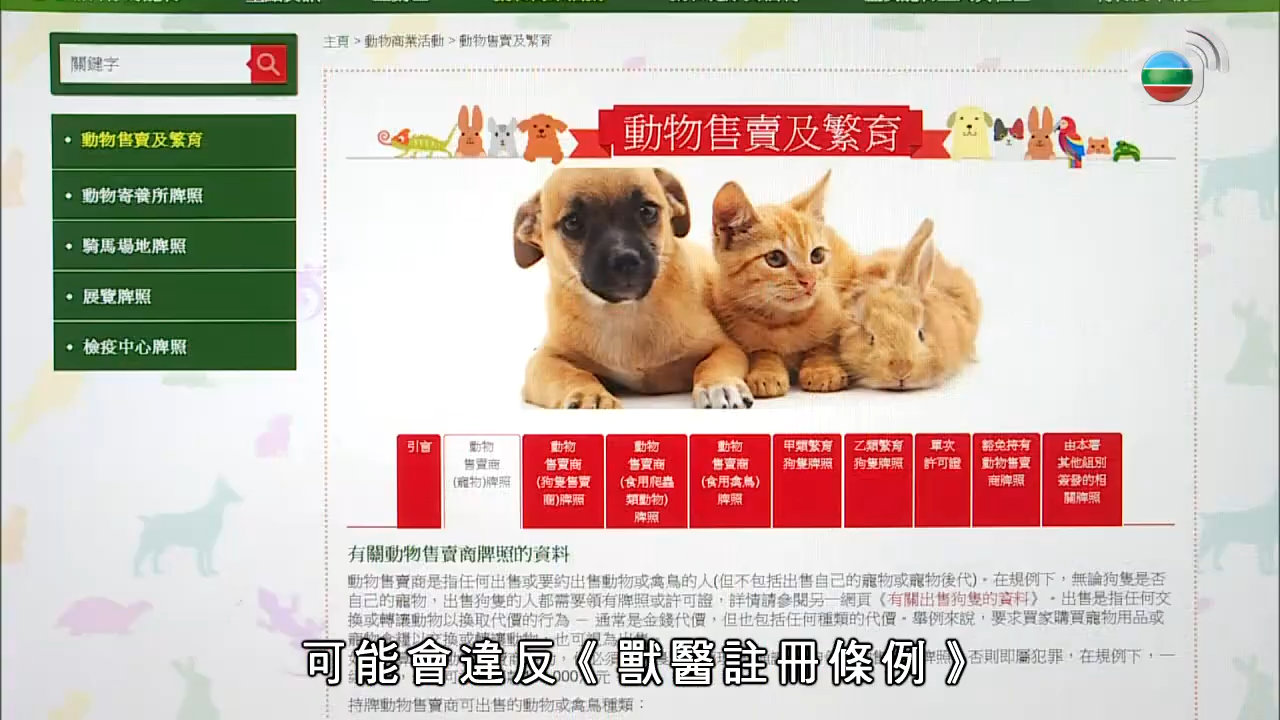 主頁 > 動物商業活動 > 動物售賣及繁育
關鍵字
動物售賣及繁育
動物寄養所牌照
騎馬場地牌照
展覽牌照
檢疫中心牌照
動物售賣及繁育
引言
動物
售賣商
(寵物)牌照
動物
售賣商
(狗隻售賣
商)牌照
動物
售賣商
(食用爬蟲
類動物)
牌照
動物
售賣商
(食用禽鳥)
牌照
甲類繁育
狗隻牌照
乙類繁育
狗隻牌照
單次
許可證
豁免持有
動物售賣
商牌照
由本署
其他組別
簽發的相
關牌照
有關動物售賣商牌照的資料
動物售賣商是指任何出售或要約出售動物或禽鳥的人(但不包括出售自己的寵物或寵物後代)。在規例下，無論狗隻是否
自己的寵物，出售狗隻的人都需要領有牌照或許可證，詳情請參閱另一網頁《有關出售狗隻的資料》。出售是指任何交
換或轉讓動物以換取代價的行為 — 通常是金錢代價，但也包括任何種類的代價。舉例來說，要求買家購買寵物用品或
可能會違反《獸醫註冊條例》
持牌動物售賣商可出售的動物或禽鳥種類：